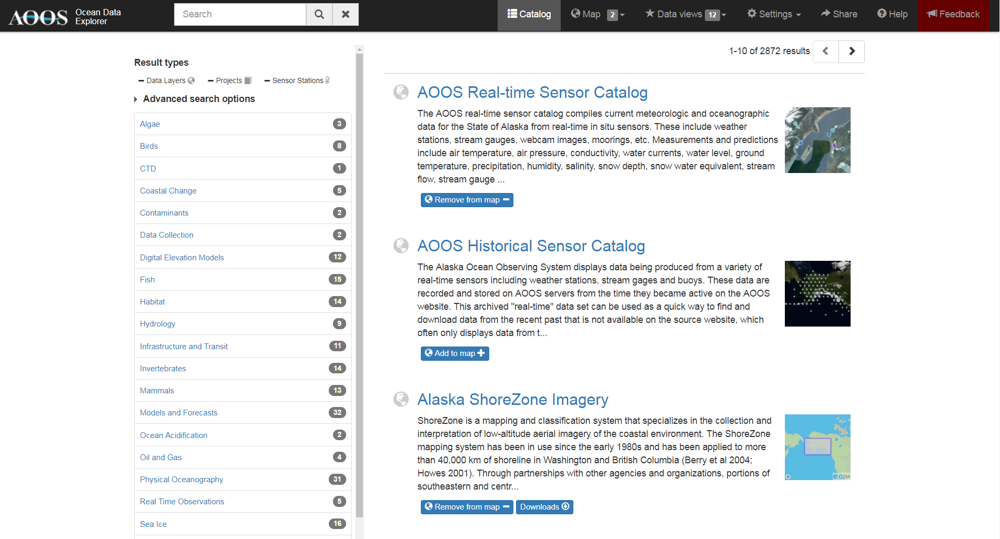 AOOS
Ocean Data
Explorer
Search
Catalog
Map 2
Data views 12
Settings
Share
Help
Feedback
1-10 of 2872 results
Result types
Data Layers
Projects
Sensor Stations
Advanced search options
Algae 3
Birds 8
CTD 1
Coastal Change 5
Contaminants 2
Data Collection 2
Digital Elevation Models 12
Fish 15
Habitat 14
Hydrology 9
Infrastructure and Transit 11
Invertebrates 14
Mammals 13
Models and Forecasts 32
Ocean Acidification 2
Oil and Gas 4
Physical Oceanography 31
Real Time Observations 5
Sea Ice 16
AOOS Real-time Sensor Catalog
The AOOS real-time sensor catalog compiles current meteorologic and oceanographic
data for the State of Alaska from real-time in situ sensors. These include weather
stations, stream gauges, webcam images, moorings, etc. Measurements and predictions
include air temperature, air pressure, conductivity, water currents, water level, ground
temperature, precipitation, humidity, salinity, snow depth, snow water equivalent, stream
flow, stream gauge ...
Remove from map
AOOS Historical Sensor Catalog
The Alaska Ocean Observing System displays data being produced from a variety of
real-time sensors including weather stations, stream gages and buoys. These data are
recorded and stored on AOOS servers from the time they became active on the AOOS
website. This archived "real-time" data set can be used as a quick way to find and
download data from the recent past that is not available on the source website, which
often only displays data from t...
Add to map
Alaska ShoreZone Imagery
ShoreZone is a mapping and classification system that specializes in the collection and
interpretation of low-altitude aerial imagery of the coastal environment. The ShoreZone
mapping system has been in use since the early 1980s and has been applied to more
than 40,000 km of shoreline in Washington and British Columbia (Berry et al 2004;
Howes 2001). Through partnerships with other agencies and organizations, portions of
southeastern and centr...
© OSM
Remove from map
Downloads